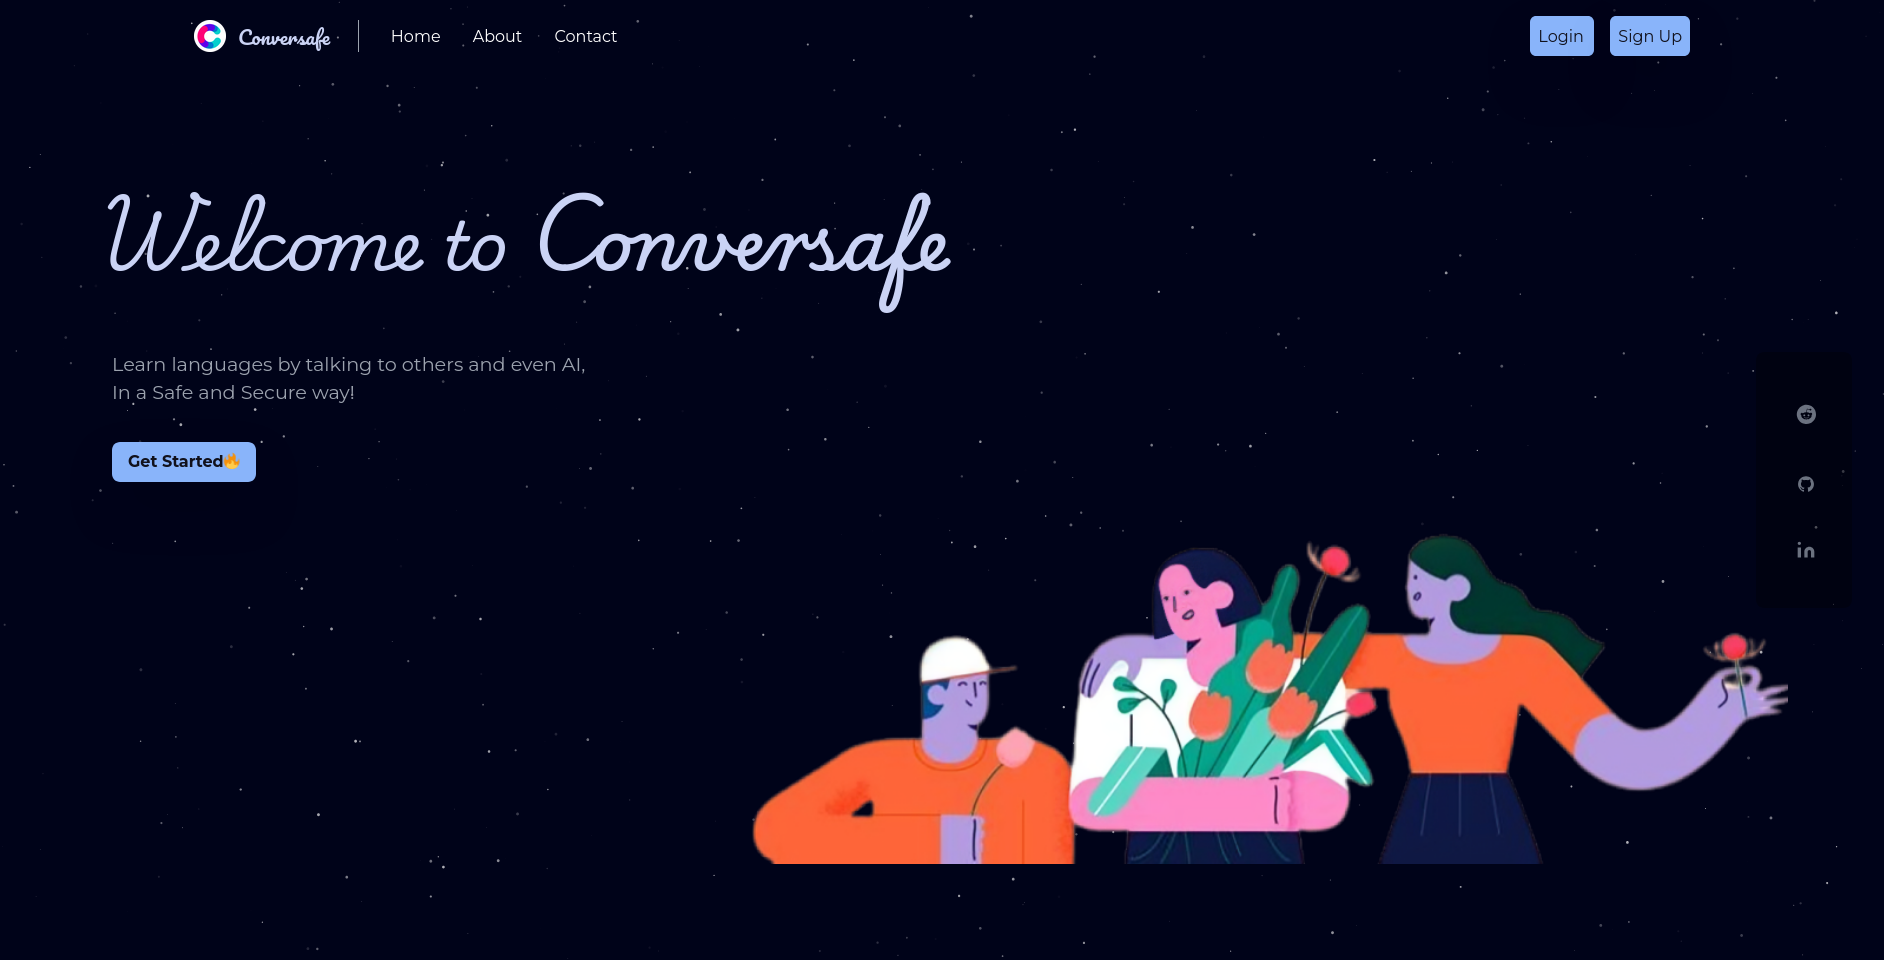 Conversafe
Home
About
Contact
Login
Sign Up
Welcome to Conversafe
Learn languages by talking to others and even AI,
In a Safe and Secure way!
Get Started🔥